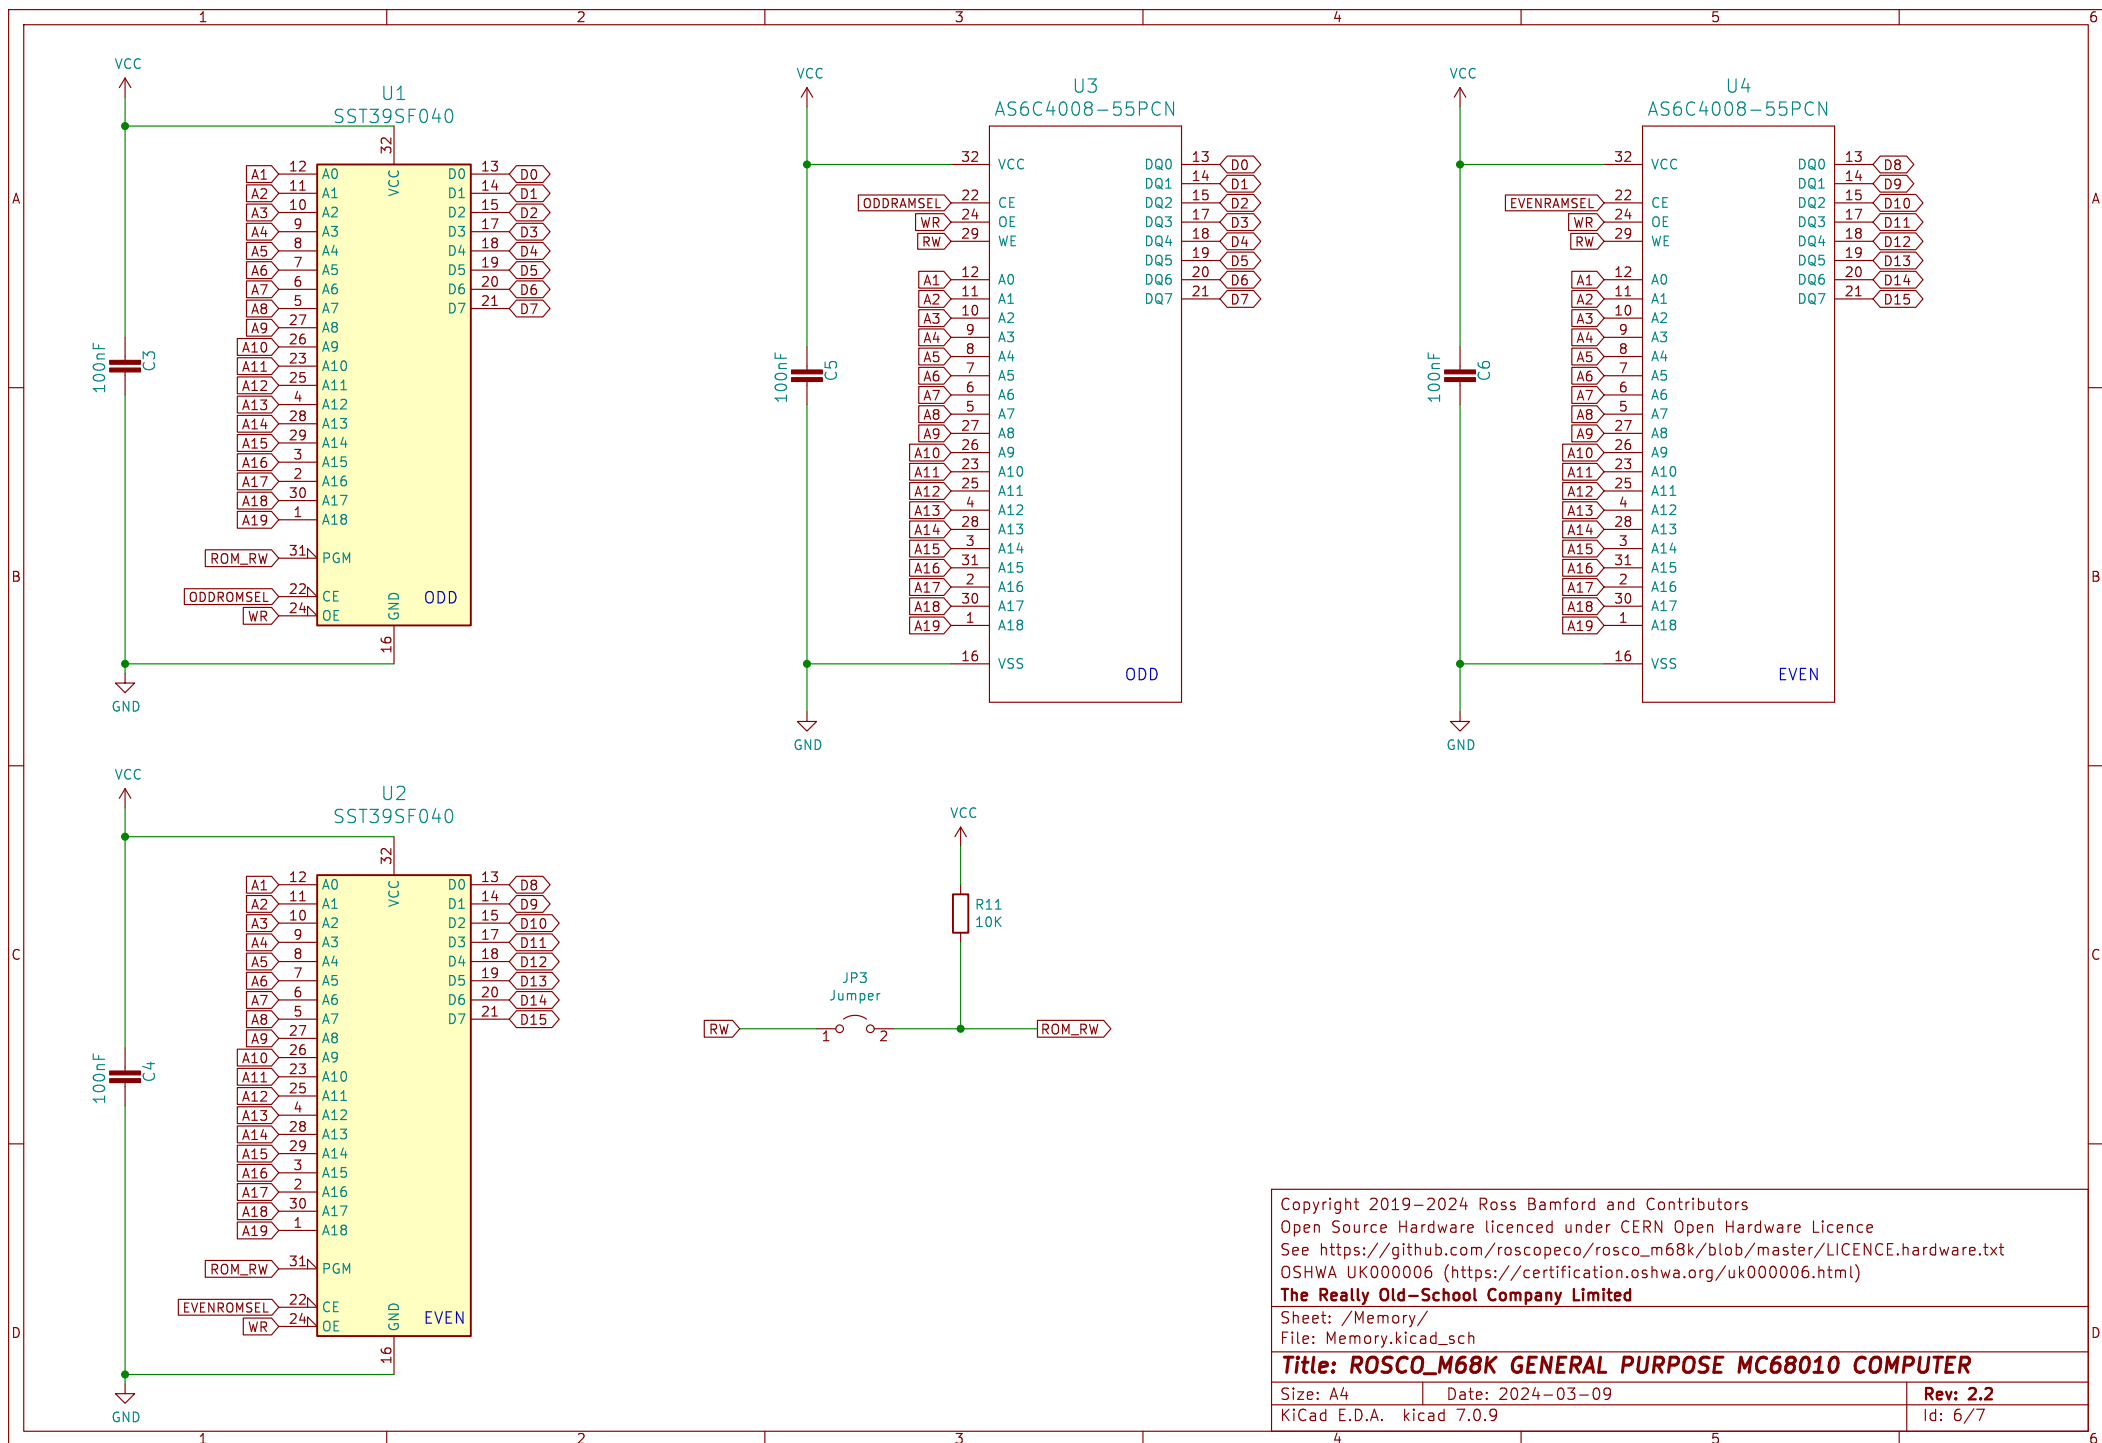 1 2 3 4 5 6
A
B
C
D
A
B
C
D
1 2 3 4 5 6
VCC
U1
SST39SF040
32
VCC
A1 12 A0 D0 13 D0
A2 11 A1 D1 14 D1
A3 10 A2 D2 15 D2
A4 9 A3 D3 17 D3
A5 8 A4 D4 18 D4
A6 7 A5 D5 19 D5
A7 6 A6 D6 20 D6
A8 5 A7 D7 21 D7
A9 27 A8
A10 26 A9
A11 23 A10
A12 25 A11
A13 4 A12
A14 28 A13
A15 29 A14
A16 3 A15
A17 2 A16
A18 30 A17
A19 1 A18
ROM_RW 31 PGM
ODDROMSEL 22 CE
WR 24 OE
GND
ODD
16
100nF
C3
GND
VCC
U3
AS6C4008-55PCN
32 VCC DQ0 13 D0
DQ1 14 D1
ODDRAMSEL 22 CE DQ2 15 D2
WR 24 OE DQ3 17 D3
RW 29 WE DQ4 18 D4
DQ5 19 D5
A1 12 A0 DQ6 20 D6
A2 11 A1 DQ7 21 D7
A3 10 A2
A4 9 A3
A5 8 A4
A6 7 A5
A7 6 A6
A8 5 A7
A9 27 A8
A10 26 A9
A11 23 A10
A12 25 A11
A13 4 A12
A14 28 A13
A15 3 A14
A16 31 A15
A17 2 A16
A18 30 A17
A19 1 A18
16 VSS
ODD
100nF
C5
GND
VCC
U4
AS6C4008-55PCN
32 VCC DQ0 13 D8
DQ1 14 D9
EVENRAMSEL 22 CE DQ2 15 D10
WR 24 OE DQ3 17 D11
RW 29 WE DQ4 18 D12
DQ5 19 D13
A1 12 A0 DQ6 20 D14
A2 11 A1 DQ7 21 D15
A3 10 A2
A4 9 A3
A5 8 A4
A6 7 A5
A7 6 A6
A8 5 A7
A9 27 A8
A10 26 A9
A11 23 A10
A12 25 A11
A13 4 A12
A14 28 A13
A15 3 A14
A16 31 A15
A17 2 A16
A18 30 A17
A19 1 A18
16 VSS
EVEN
100nF
C6
GND
VCC
U2
SST39SF040
32
VCC
A1 12 A0 D0 13 D8
A2 11 A1 D1 14 D9
A3 10 A2 D2 15 D10
A4 9 A3 D3 17 D11
A5 8 A4 D4 18 D12
A6 7 A5 D5 19 D13
A7 6 A6 D6 20 D14
A8 5 A7 D7 21 D15
A9 27 A8
A10 26 A9
A11 23 A10
A12 25 A11
A13 4 A12
A14 28 A13
A15 29 A14
A16 3 A15
A17 2 A16
A18 30 A17
A19 1 A18
ROM_RW 31 PGM
EVENROMSEL 22 CE
WR 24 OE
GND
EVEN
16
100nF
C4
GND
VCC
R11
10K
JP3
Jumper
RW 1 2 ROM_RW
Copyright 2019-2024 Ross Bamford and Contributors
Open Source Hardware licenced under CERN Open Hardware Licence
See https://github.com/roscopeco/rosco_m68k/blob/master/LICENCE.hardware.txt
OSHWA UK000006 (https://certification.oshwa.org/uk000006.html)
The Really Old-School Company Limited
Sheet: /Memory/
File: Memory.kicad_sch
Title: ROSCO_M68K GENERAL PURPOSE MC68010 COMPUTER
Size: A4 Date: 2024-03-09 Rev: 2.2
KiCad E.D.A. kicad 7.0.9 Id: 6/7